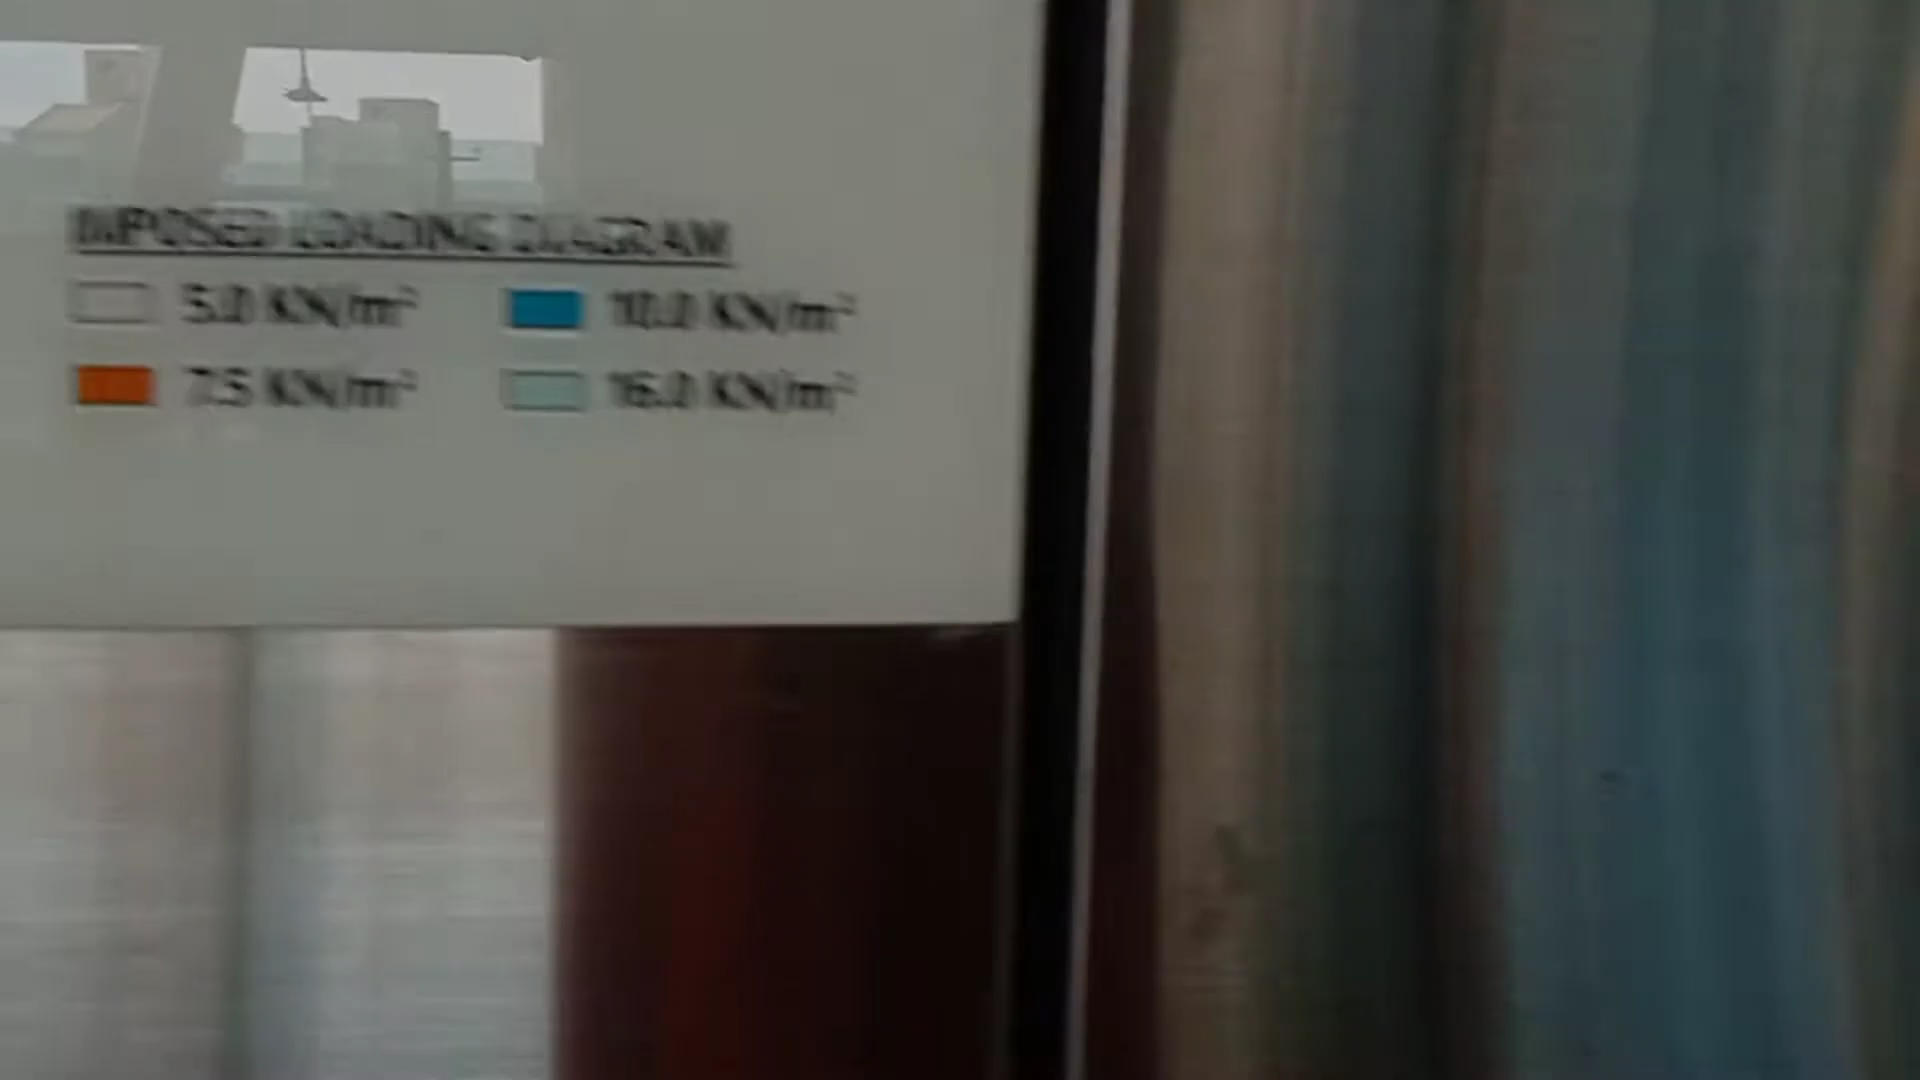 IMPOSED LOADING DIAGRAM
5.0 KN/m² 10.0 KN/m²
7.5 KN/m² 16.0 KN/m²